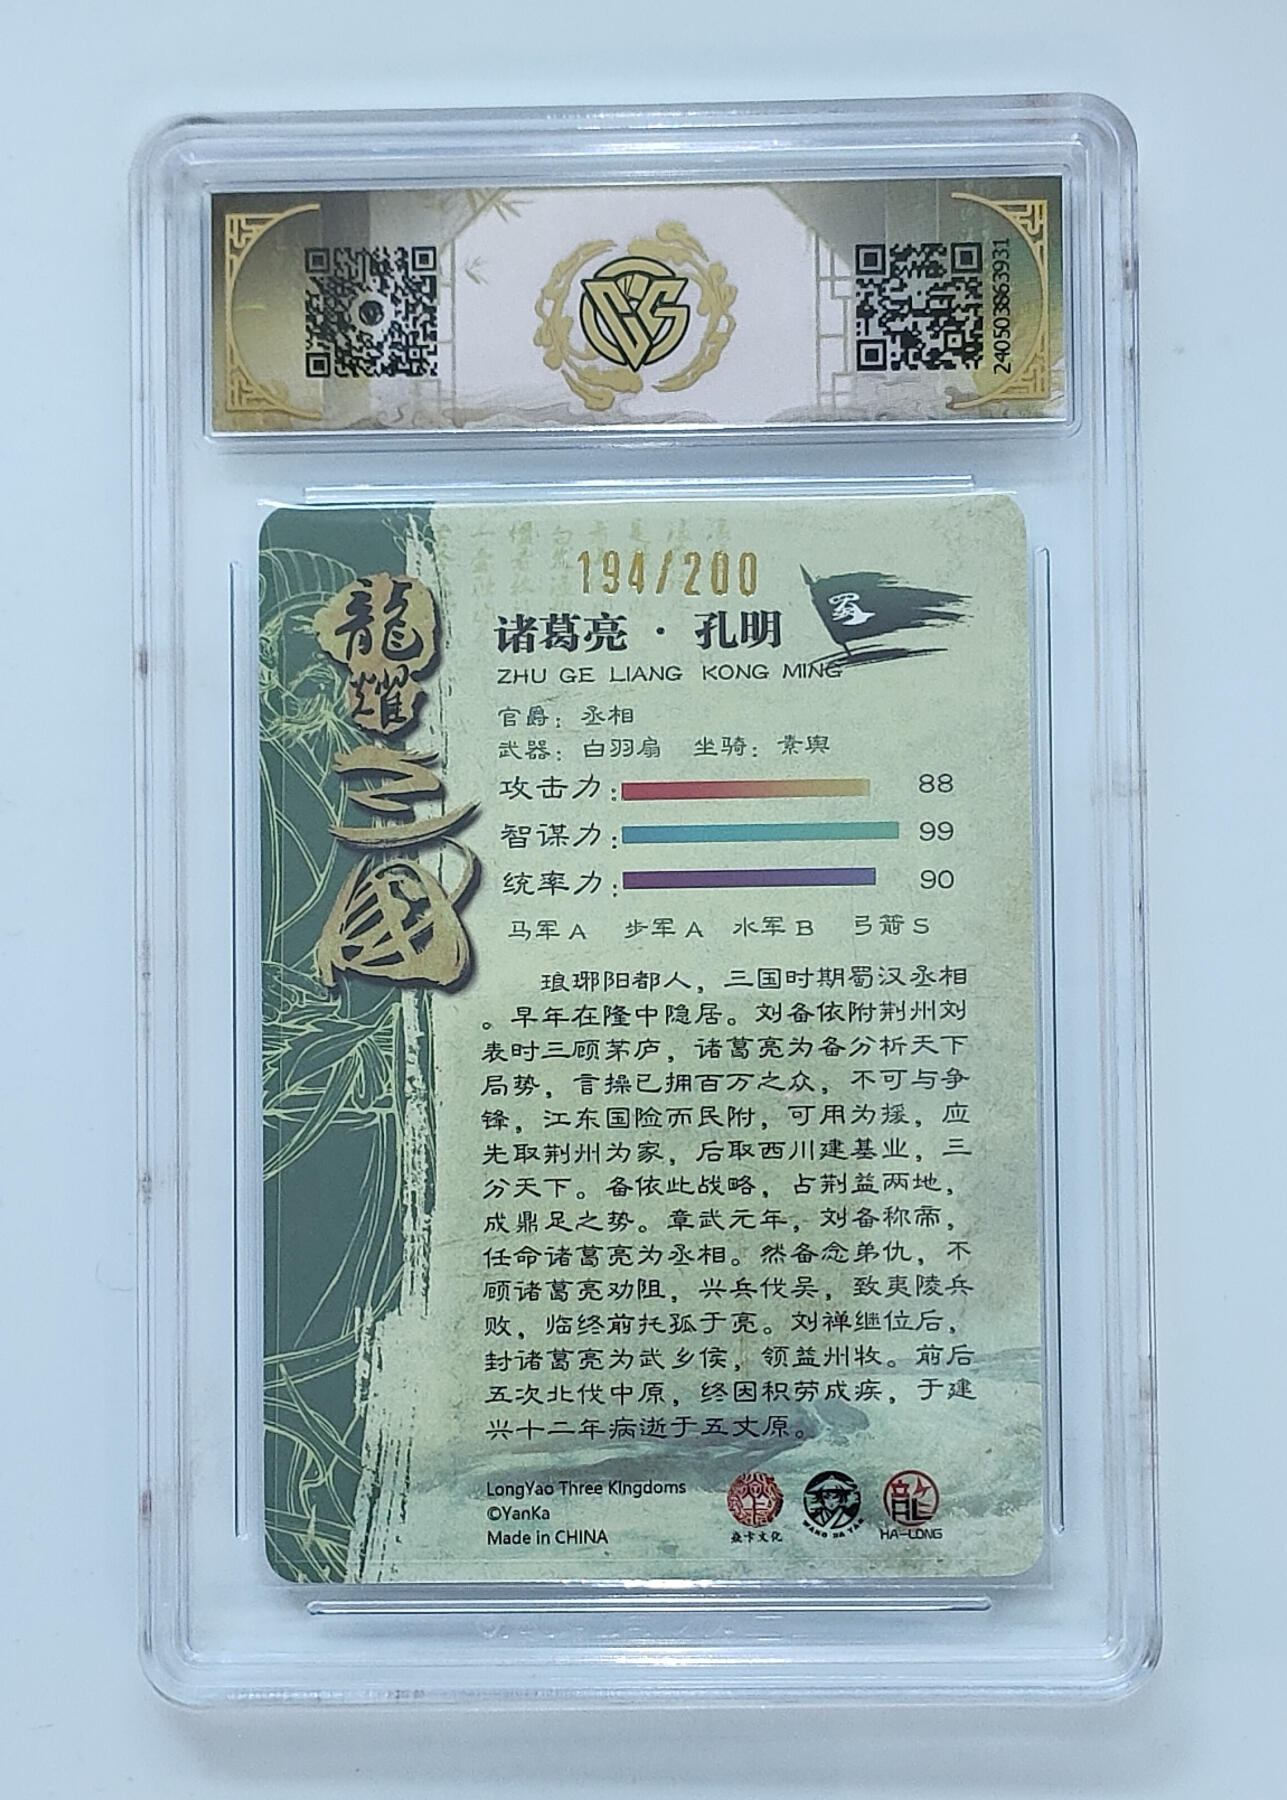 2405038863931
194/200
龍耀三國
诸葛亮·孔明
蜀
ZHU GE LIANG KONG MING
官爵：丞相
武器：白羽扇 坐骑：素舆
攻击力： 88
智谋力： 99
统率力： 90
马军A 步军A 水军B 弓箭S
琅琊阳都人，三国时期蜀汉丞相
。早年在隆中隐居。刘备依附荆州刘
表时三顾茅庐，诸葛亮为备分析天下
局势，言操已拥百万之众，不可与争
锋，江东国险而民附，可用为援，应
先取荆州为家，后取西川建基业，三
分天下。备依此战略，占荆益两地，
成鼎足之势。章武元年，刘备称帝，
任命诸葛亮为丞相。然备念弟仇，不
顾诸葛亮劝阻，兴兵伐吴，致夷陵兵
败，临终前托孤于亮。刘禅继位后，
封诸葛亮为武乡侯，领益州牧。前后
五次北伐中原，终因积劳成疾，于建
兴十二年病逝于五丈原。
LongYao Three Kingdoms
©YanKa
Made in CHINA
焱卡文化
HA-LONG